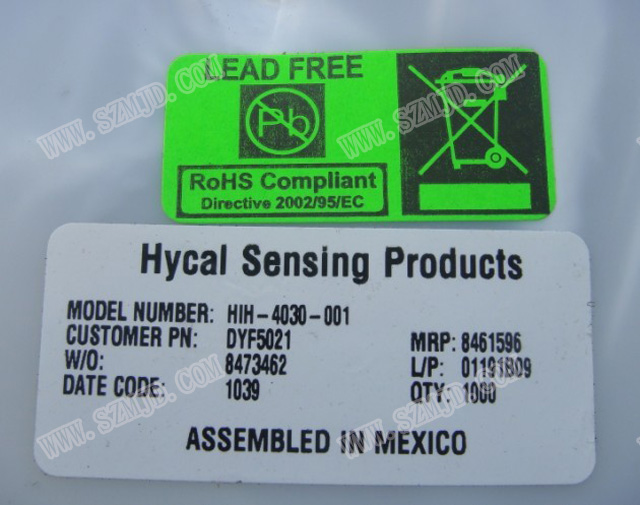 LEAD FREE
Pb
RoHS Compliant
Directive 2002/95/EC
Hycal Sensing Products
MODEL NUMBER: HIH-4030-001
CUSTOMER PN: DYF5021
MRP: 8461596
W/O: 8473462
L/P: 01191B09
DATE CODE: 1039
QTY: 1000
ASSEMBLED IN MEXICO
WWW.SZMJD.COM
WWW.SZMJD.COM
WWW.SZMJD.COM
WWW.SZMJD.COM